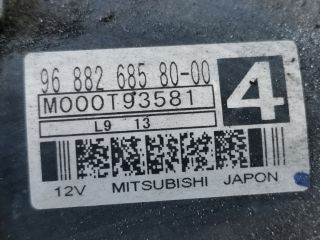 96 882 685 80-00
M000T93581
4
L9 13
12V MITSUBISHI JAPON